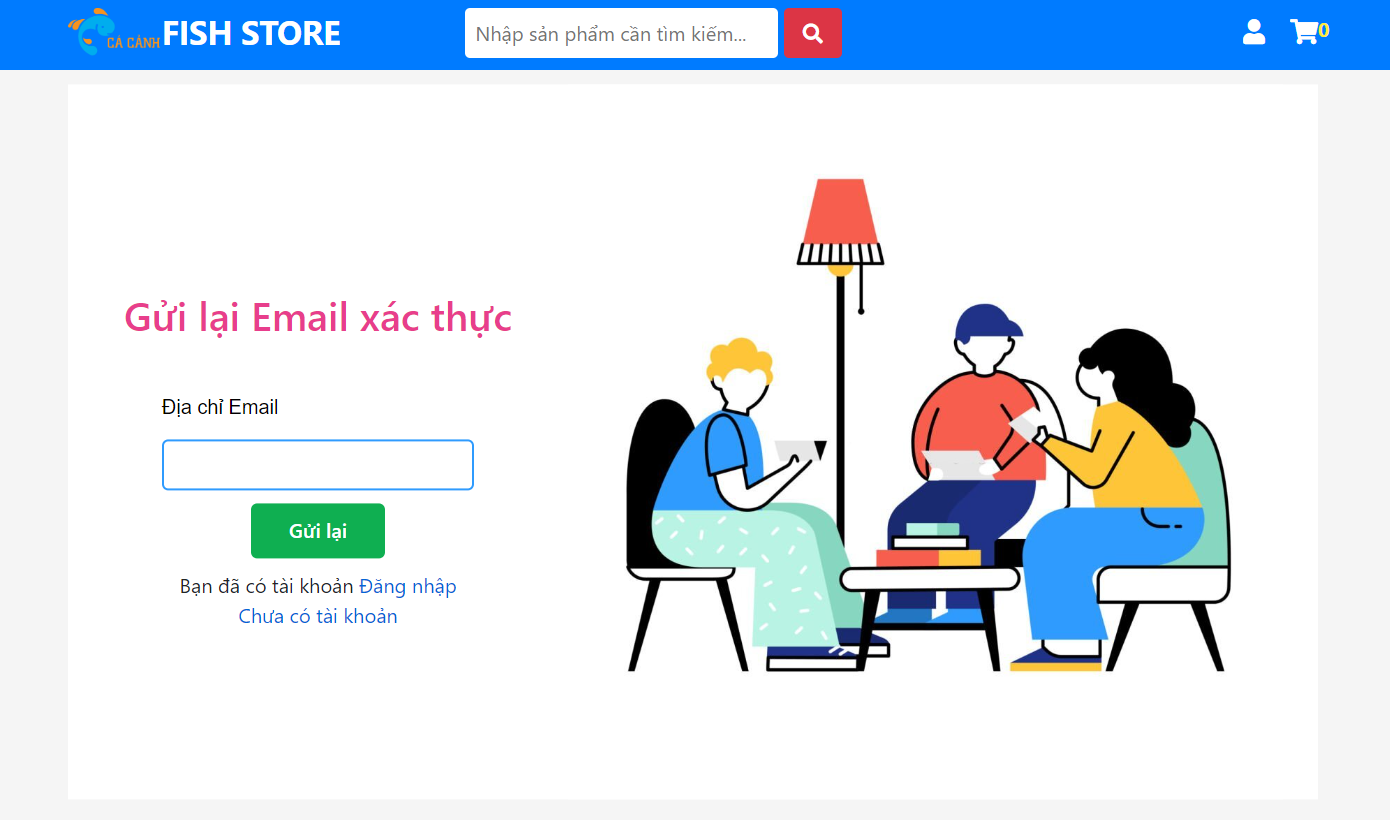 CÁ CẢNH
FISH STORE
Nhập sản phẩm cần tìm kiếm...
0
Gửi lại Email xác thực
Địa chỉ Email
Gửi lại
Bạn đã có tài khoản Đăng nhập
Chưa có tài khoản